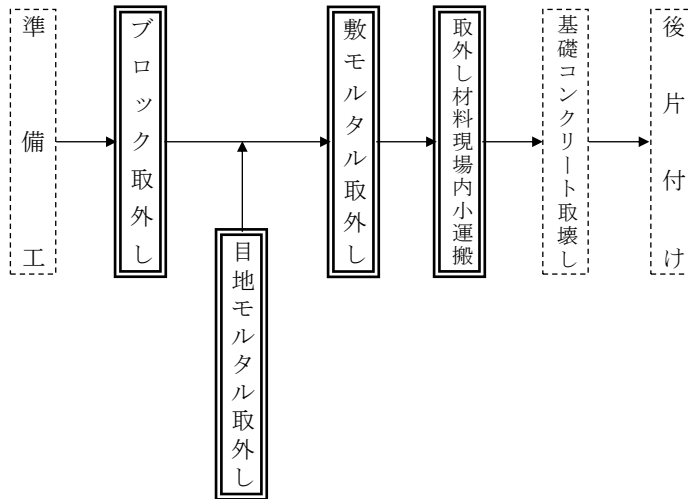 準備工
ブロック取外し
目地モルタル取外し
敷モルタル取外し
取外し材料現場内小運搬
基礎コンクリート取壊し
後片付け